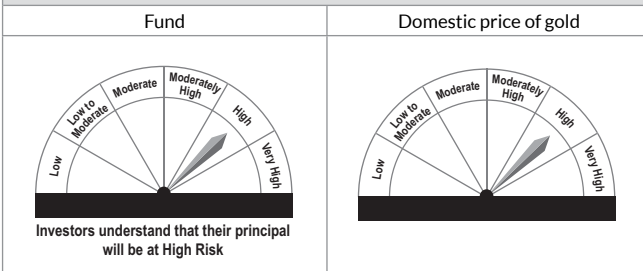 Fund
Domestic price of gold
Low
Low to
Moderate
Moderate
Moderately
High
High
Very High
Investors understand that their principal
will be at High Risk
Low
Low to
Moderate
Moderate
Moderately
High
High
Very High